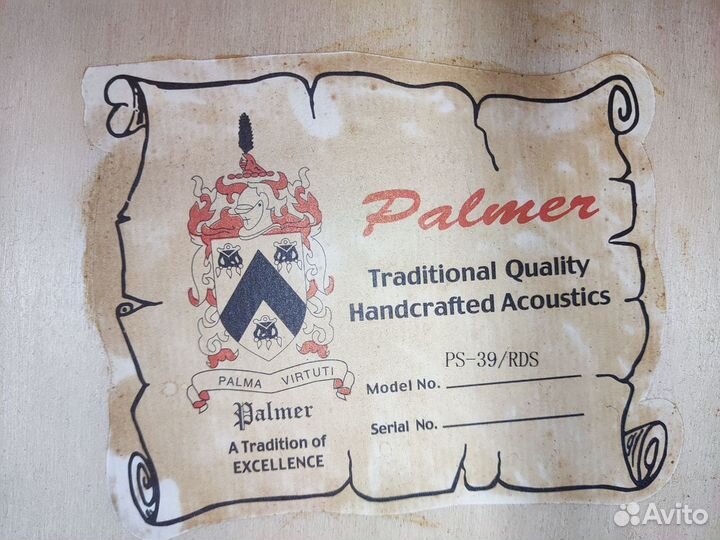 Palmer
Traditional Quality
Handcrafted Acoustics
PS-39/RDS
Model No.
Serial No.
PALMA VIRTUTI
Palmer
A Tradition of
EXCELLENCE
Avito